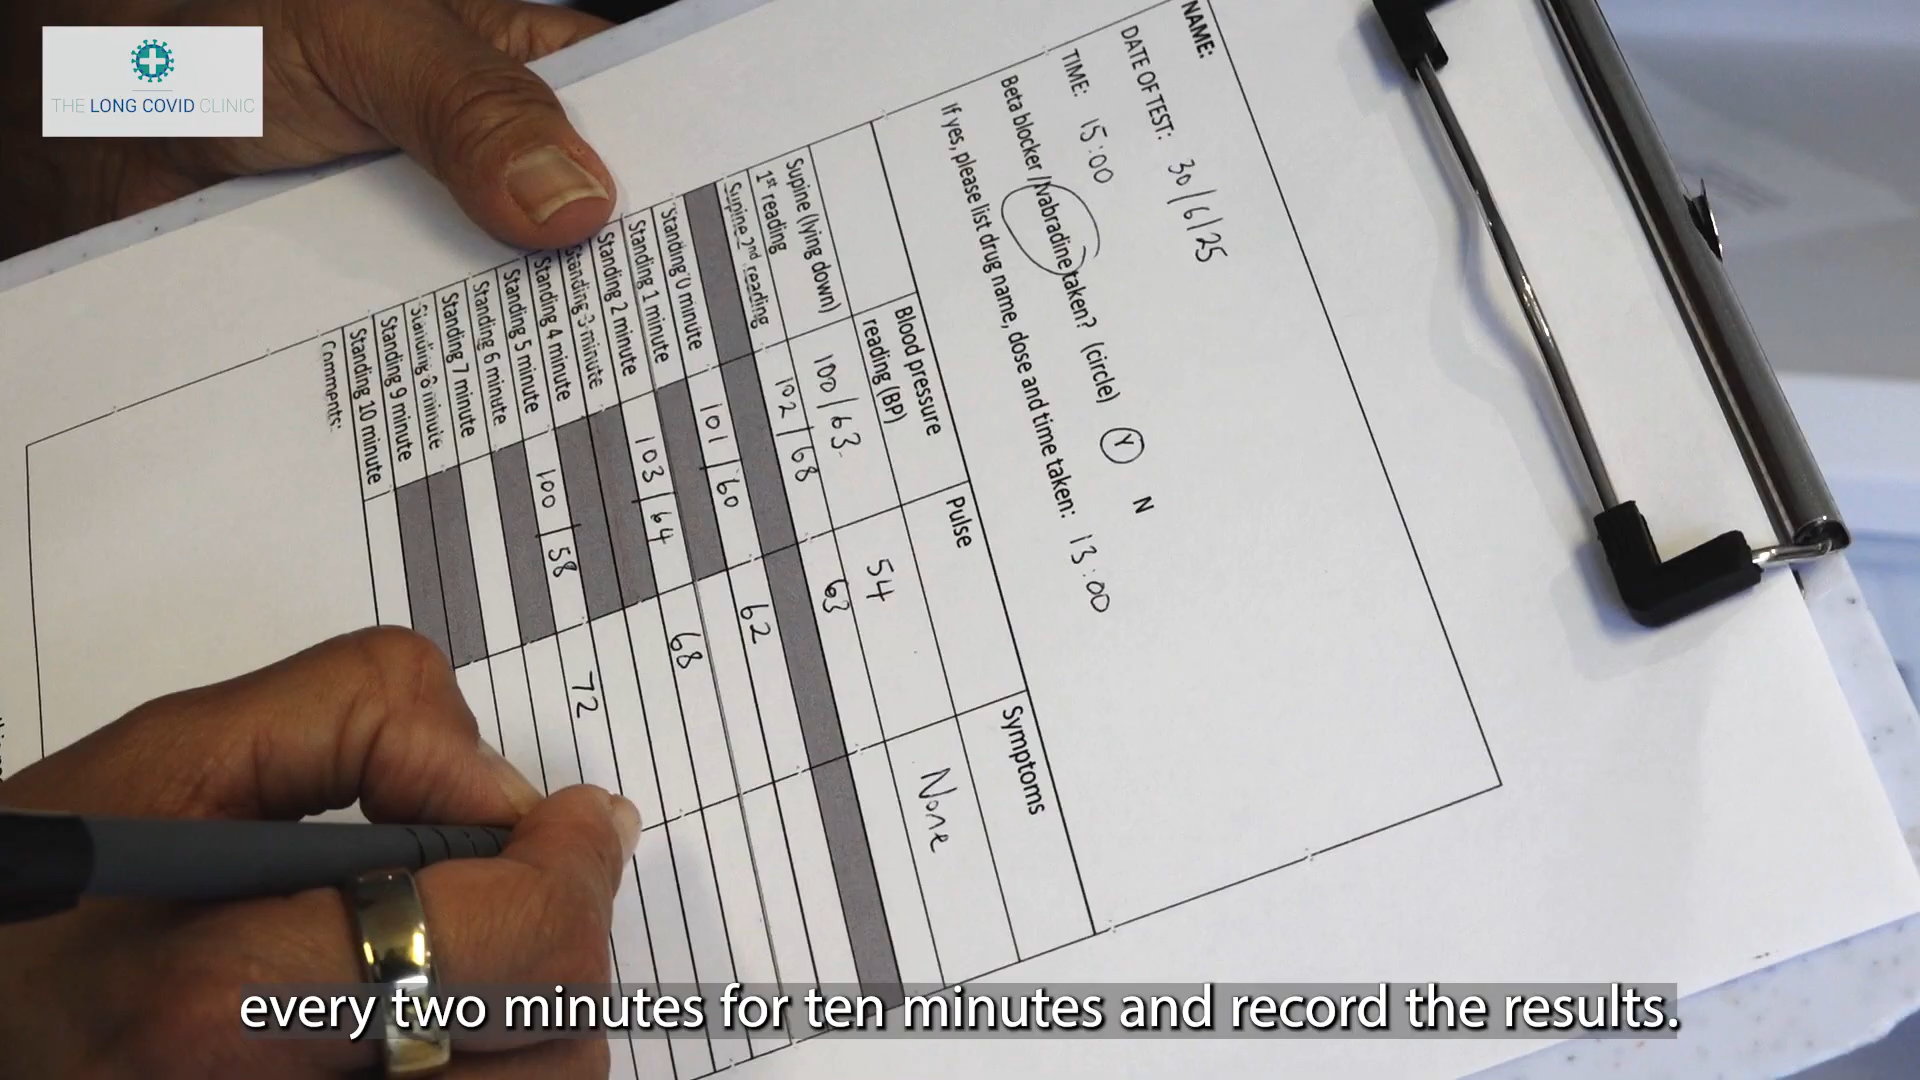 THE LONG COVID CLINIC
NAME:
DATE OF TEST: 30/6/25
TIME: 15:00
Beta blocker /Ivabradine taken? (circle) Y N
If yes, please list drug name, dose and time taken: 13:00
Blood pressure reading (BP) Pulse Symptoms
Supine (lying down) 1st reading 100/63 54 None
Supine 2nd reading 102/68 63
Standing 0 minute 101/60 62
Standing 1 minute
Standing 2 minute 103/64 68
Standing 3 minute
Standing 4 minute 100/58 72
Standing 5 minute
Standing 6 minute
Standing 7 minute
Standing 8 minute
Standing 9 minute
Standing 10 minute
Comments:
every two minutes for ten minutes and record the results.